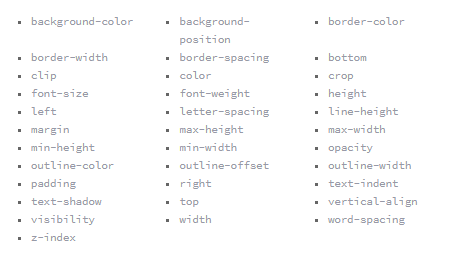 background-color
background-
position
border-color
border-width
border-spacing
bottom
clip
color
crop
font-size
font-weight
height
left
letter-spacing
line-height
margin
max-height
max-width
min-height
min-width
opacity
outline-color
outline-offset
outline-width
padding
right
text-indent
text-shadow
top
vertical-align
visibility
width
word-spacing
z-index